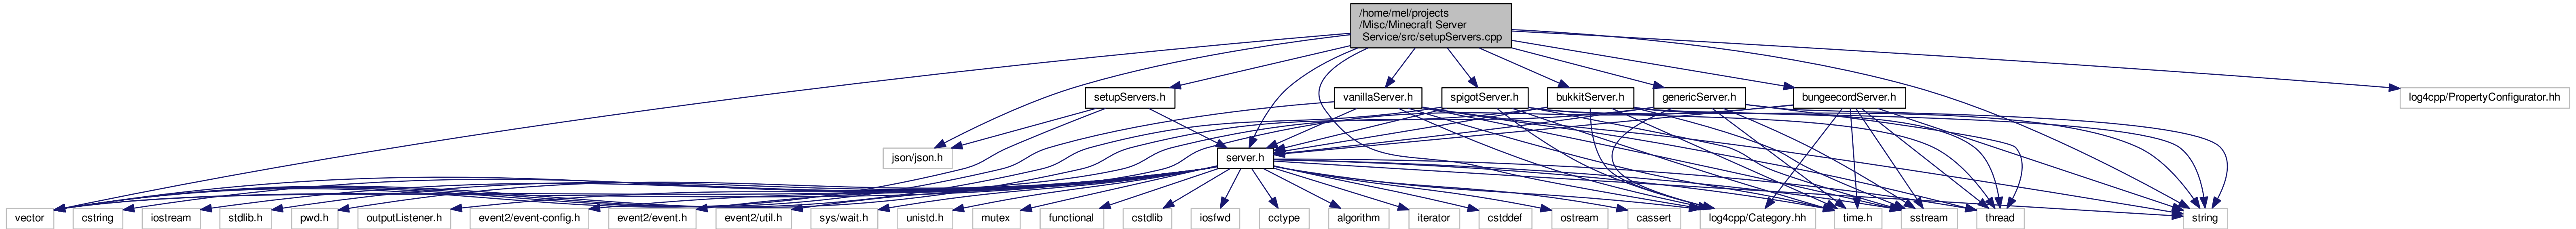 /home/mel/projects
/Misc/Minecraft Server
Service/src/setupServers.cpp
setupServers.h
vanillaServer.h
spigotServer.h
bukkitServer.h
genericServer.h
bungeecordServer.h
log4cpp/PropertyConfigurator.hh
json/json.h
server.h
vector
cstring
iostream
stdlib.h
pwd.h
outputListener.h
event2/event-config.h
event2/event.h
event2/util.h
sys/wait.h
unistd.h
mutex
functional
cstdlib
iosfwd
cctype
algorithm
iterator
cstddef
ostream
cassert
log4cpp/Category.hh
time.h
sstream
thread
string